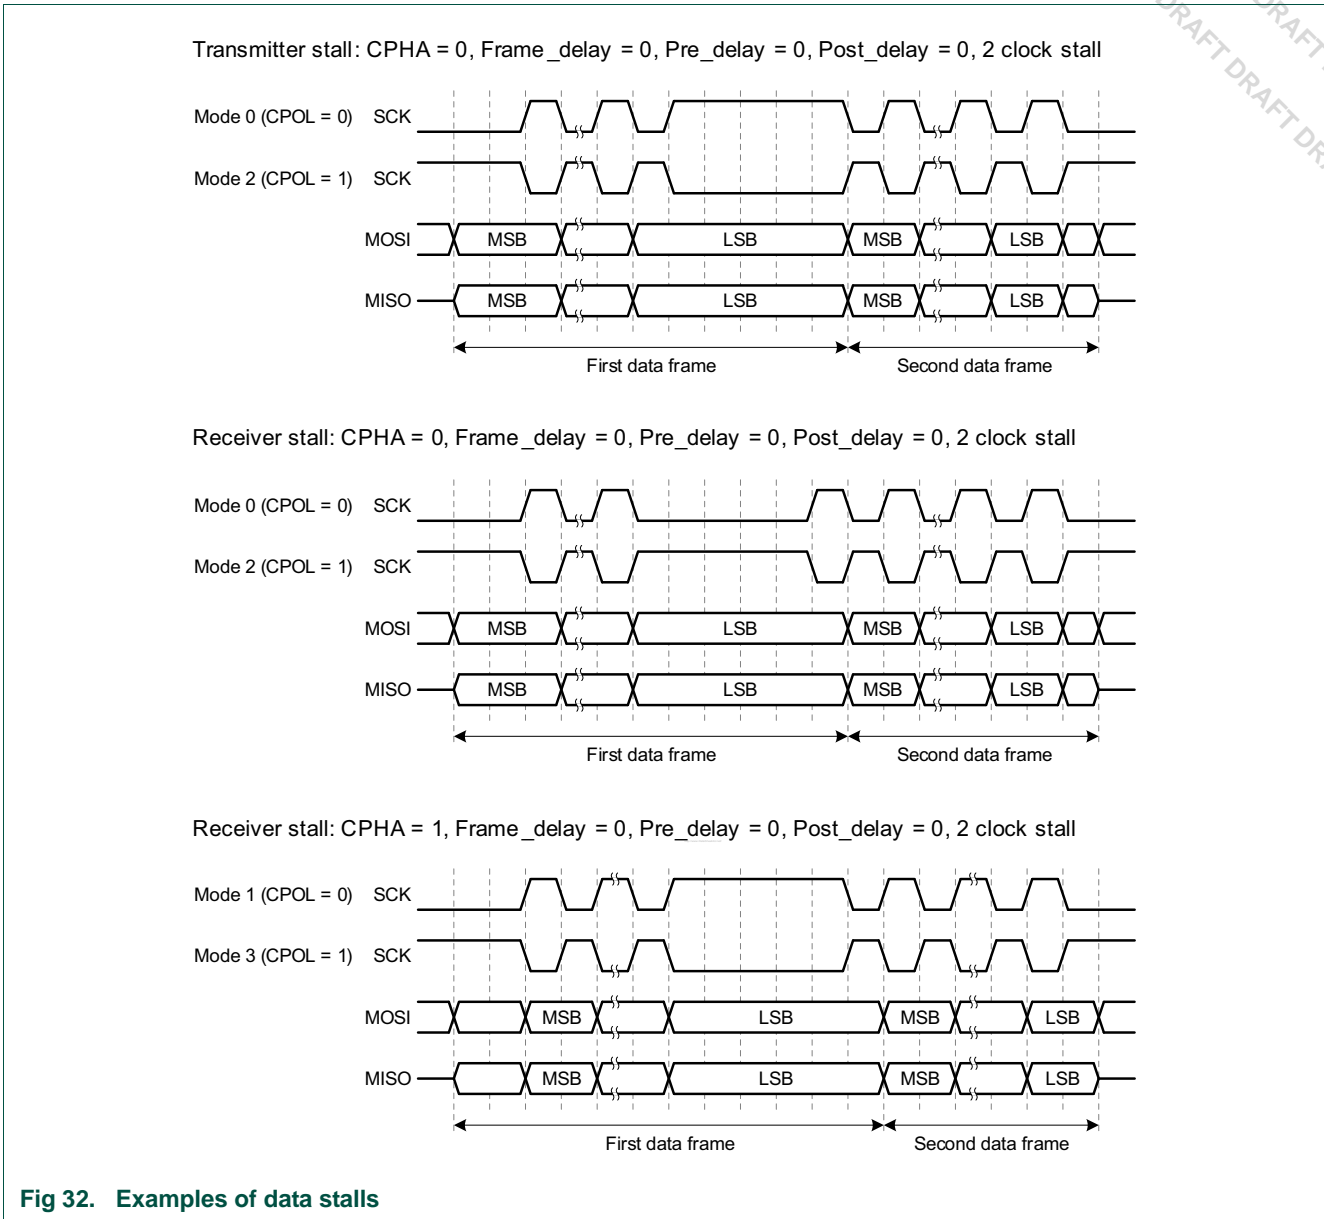 DRAFT DRAFT DRAFT
DRAFT
Transmitter stall: CPHA = 0, Frame_delay = 0, Pre_delay = 0, Post_delay = 0, 2 clock stall
Mode 0 (CPOL = 0) SCK
Mode 2 (CPOL = 1) SCK
MOSI MSB LSB MSB LSB
MISO MSB LSB MSB LSB
First data frame Second data frame
Receiver stall: CPHA = 0, Frame_delay = 0, Pre_delay = 0, Post_delay = 0, 2 clock stall
Mode 0 (CPOL = 0) SCK
Mode 2 (CPOL = 1) SCK
MOSI MSB LSB MSB LSB
MISO MSB LSB MSB LSB
First data frame Second data frame
Receiver stall: CPHA = 1, Frame_delay = 0, Pre_delay = 0, Post_delay = 0, 2 clock stall
Mode 1 (CPOL = 0) SCK
Mode 3 (CPOL = 1) SCK
MOSI MSB LSB MSB LSB
MISO MSB LSB MSB LSB
First data frame Second data frame
Fig 32. Examples of data stalls